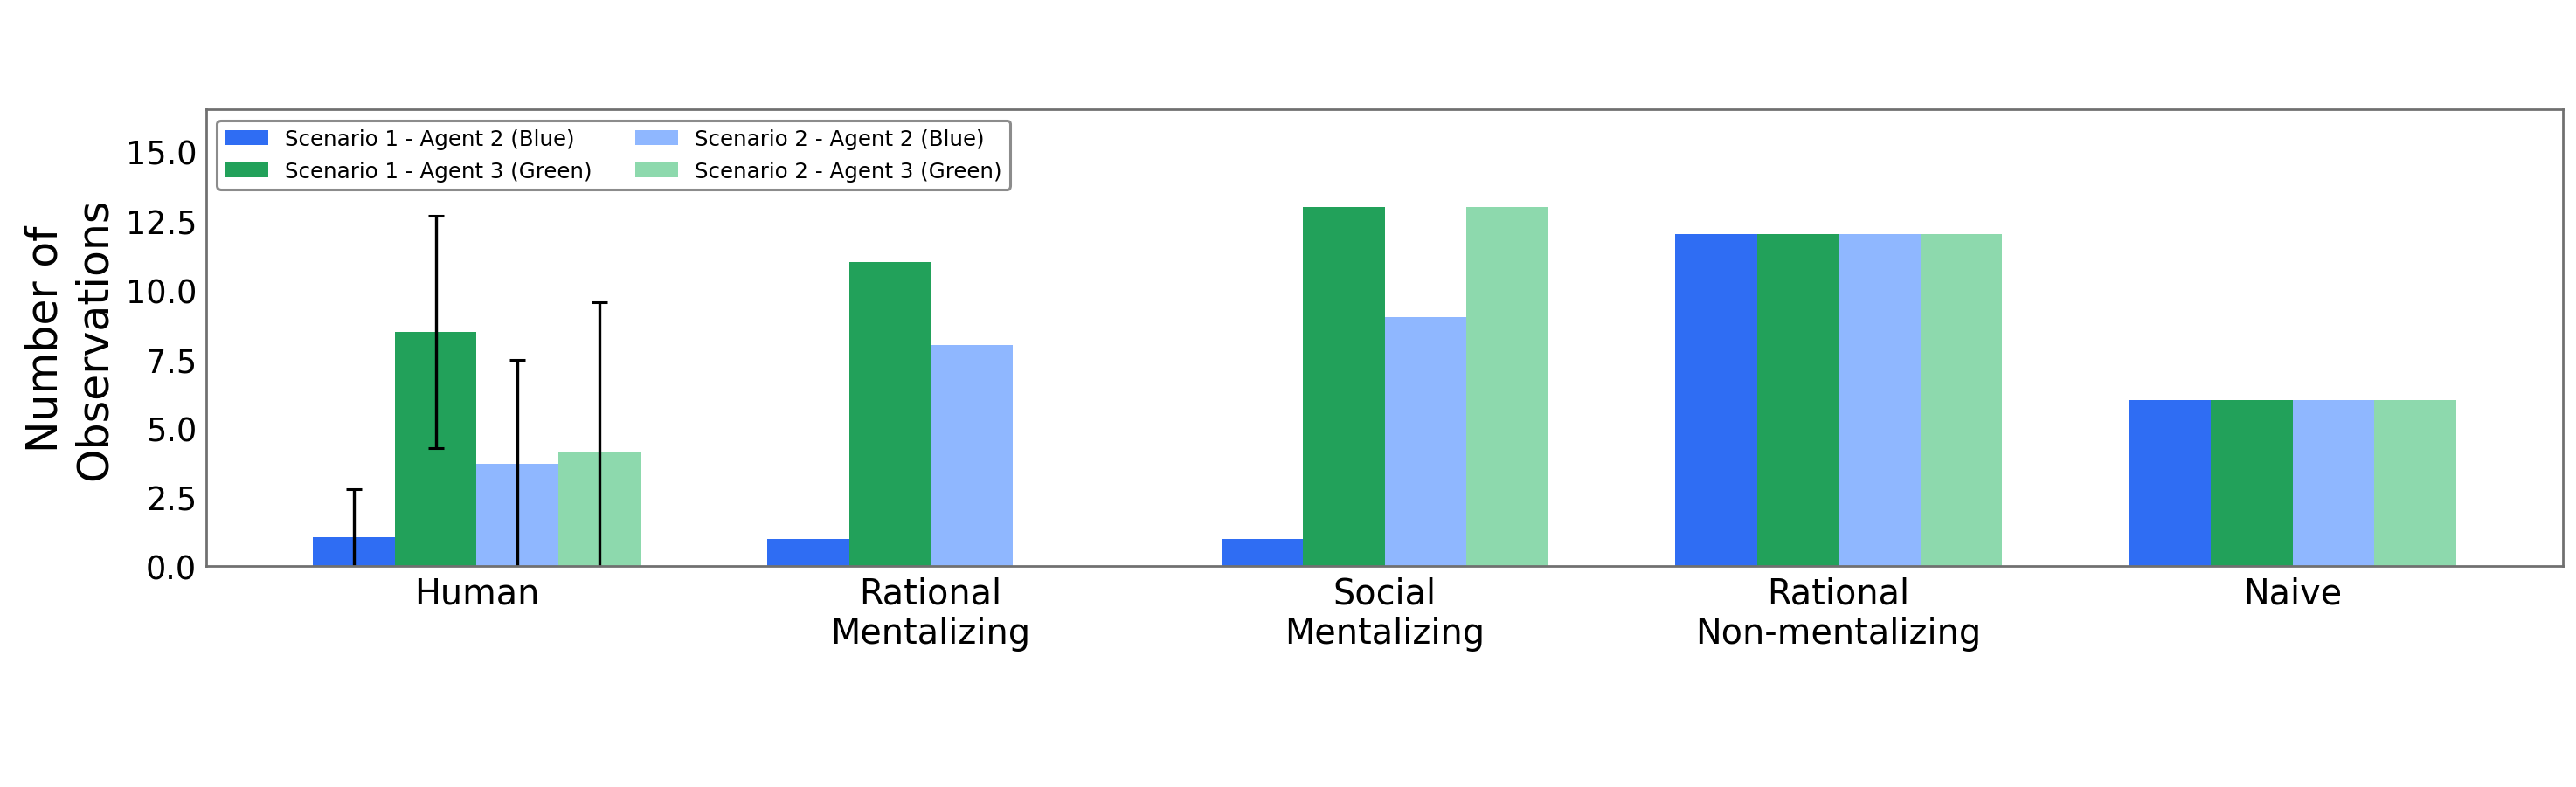 Number of
Observations
15.0
12.5
10.0
7.5
5.0
2.5
0.0
Scenario 1 - Agent 2 (Blue)
Scenario 1 - Agent 3 (Green)
Scenario 2 - Agent 2 (Blue)
Scenario 2 - Agent 3 (Green)
Human
Rational
Mentalizing
Social
Mentalizing
Rational
Non-mentalizing
Naive